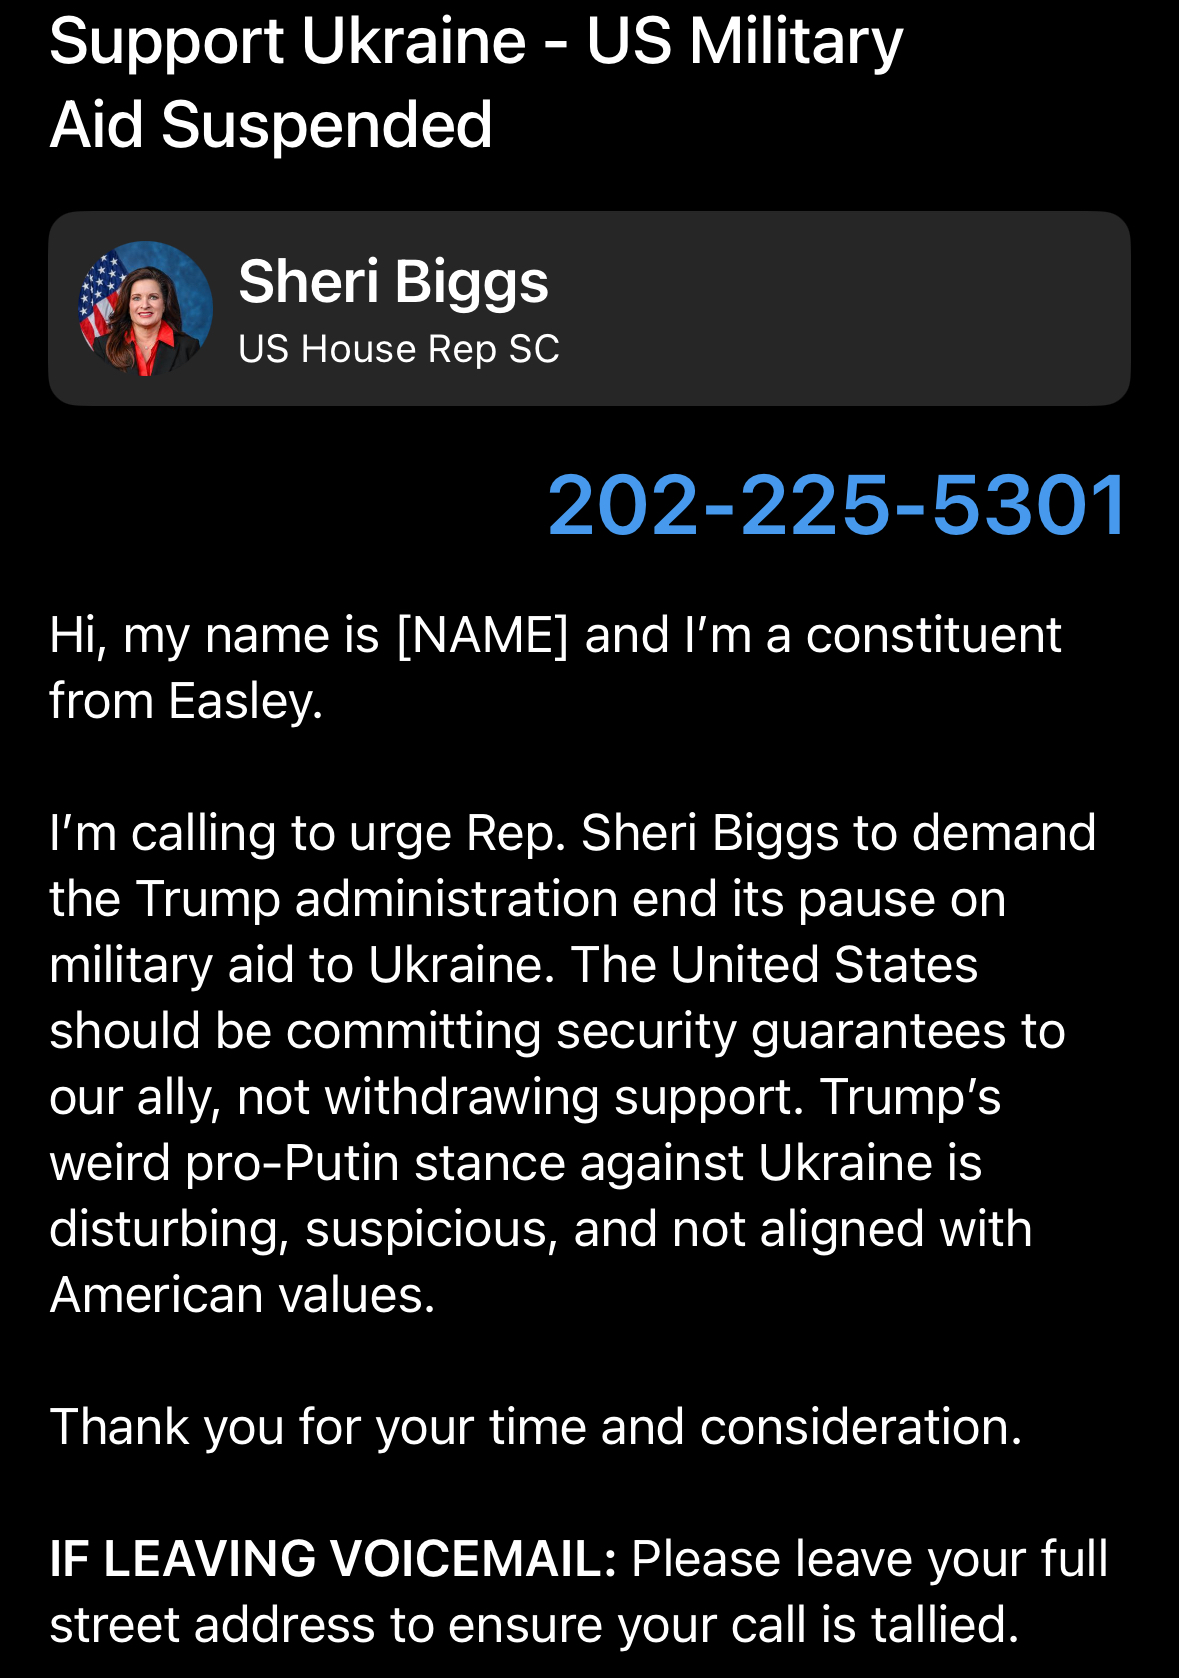 Support Ukraine - US Military
Aid Suspended
Sheri Biggs
US House Rep SC
202-225-5301
Hi, my name is [NAME] and I’m a constituent
from Easley.
I’m calling to urge Rep. Sheri Biggs to demand
the Trump administration end its pause on
military aid to Ukraine. The United States
should be committing security guarantees to
our ally, not withdrawing support. Trump’s
weird pro-Putin stance against Ukraine is
disturbing, suspicious, and not aligned with
American values.
Thank you for your time and consideration.
IF LEAVING VOICEMAIL: Please leave your full
street address to ensure your call is tallied.